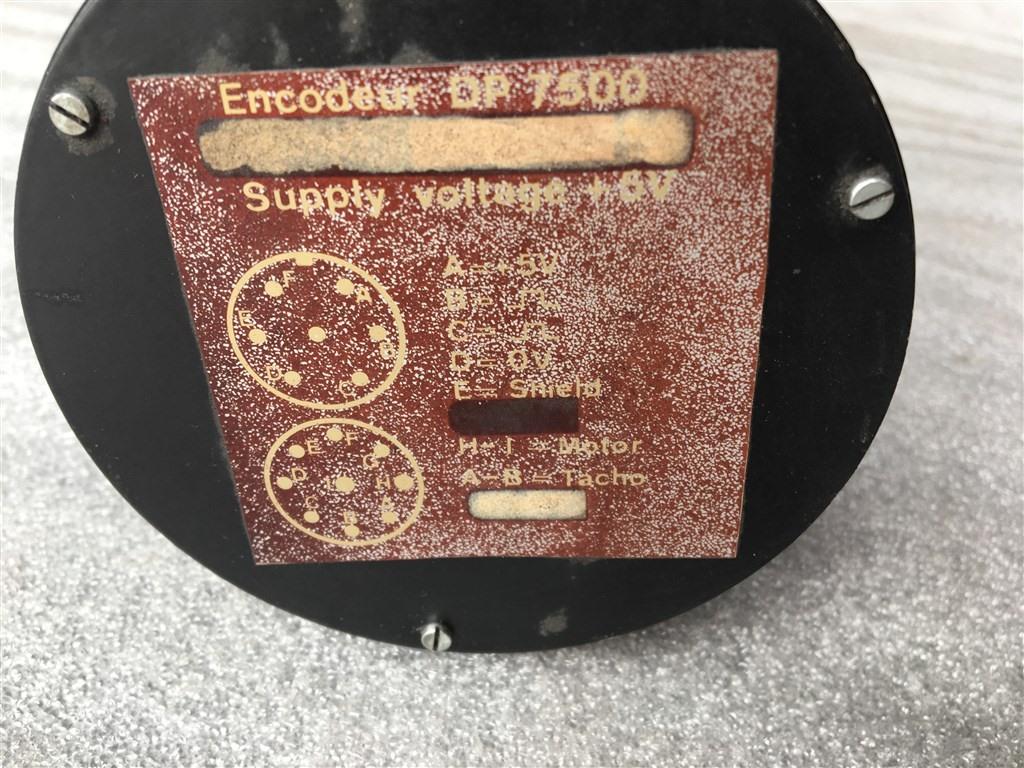 Encodeur DP 7500
Supply voltage +5V
A = +5V
B = ⎍
C = ⎍
D = 0V
E = Shield
H-I = Motor
A-B = Tacho
F
A
E
B
D
C
F
E
G
D
I
H
C
A
B